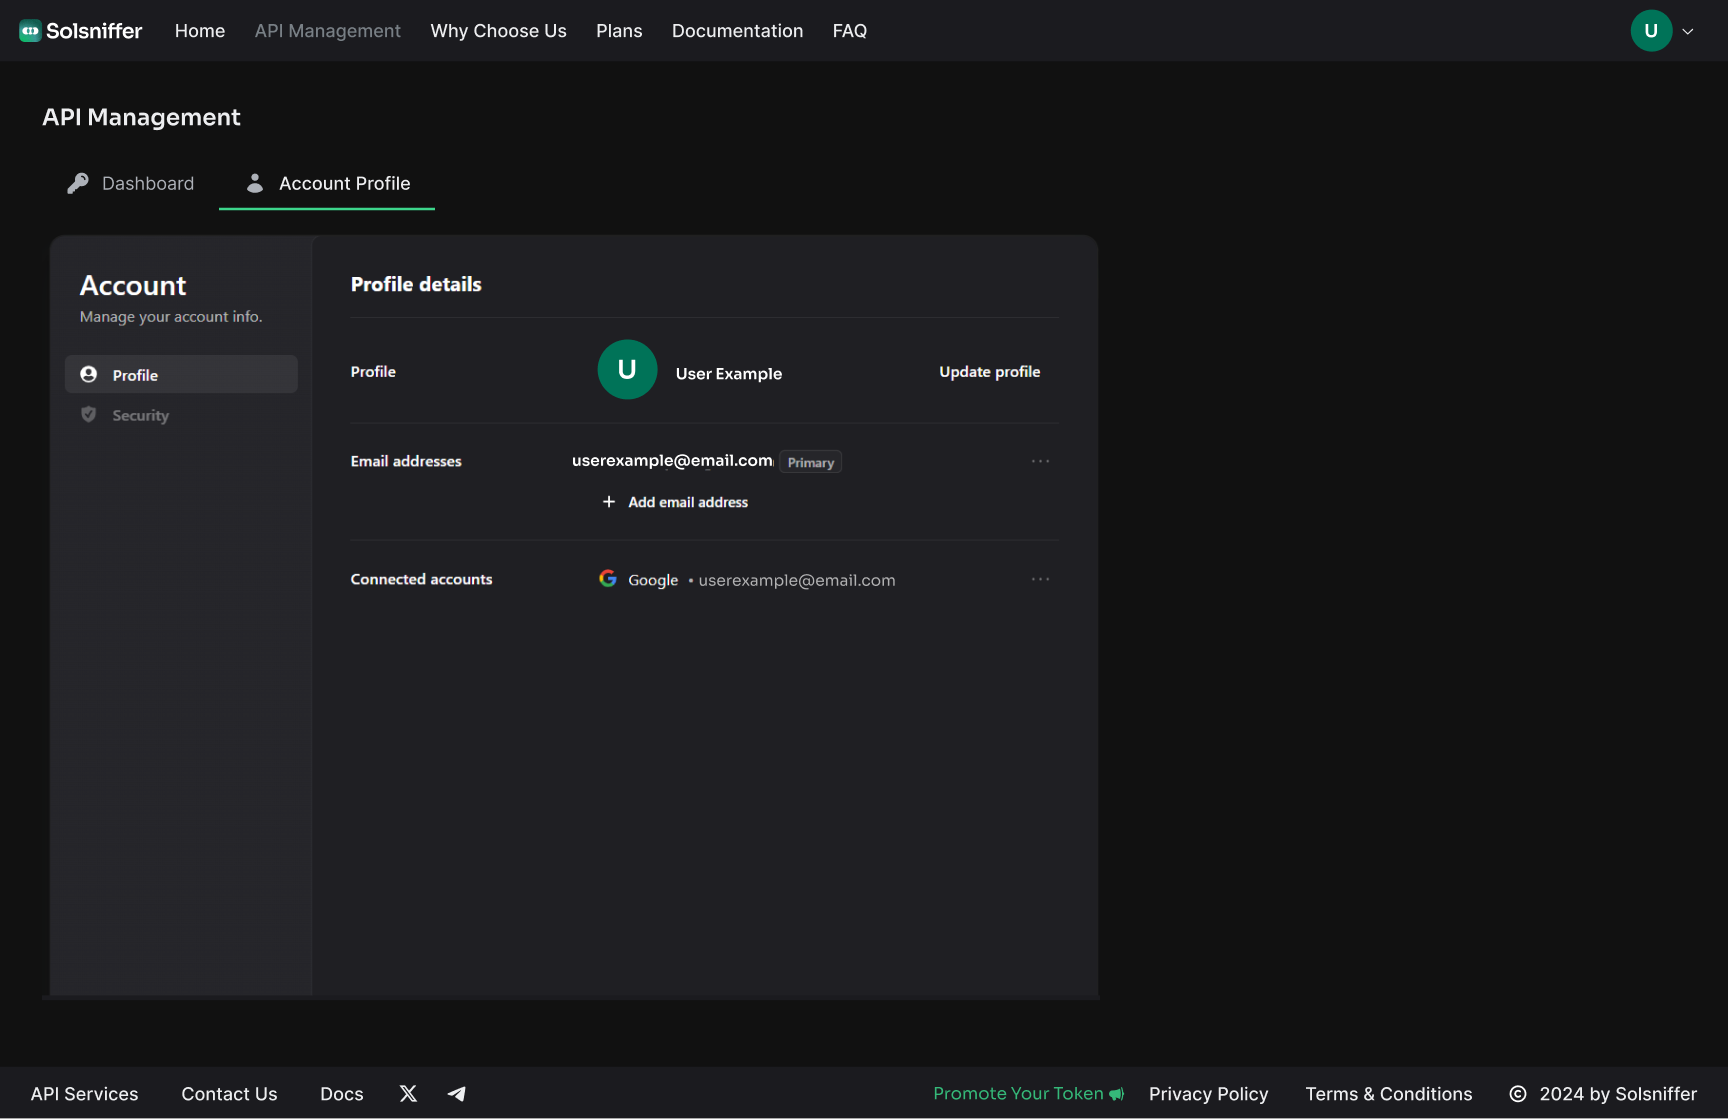 Solsniffer Home API Management Why Choose Us Plans Documentation FAQ U
API Management
Dashboard Account Profile
Account
Manage your account info.
Profile
Security
Profile details
Profile U User Example Update profile
Email addresses userexample@email.com Primary ...
+ Add email address
Connected accounts Google • userexample@email.com ...
API Services Contact Us Docs X Promote Your Token Privacy Policy Terms & Conditions © 2024 by Solsniffer